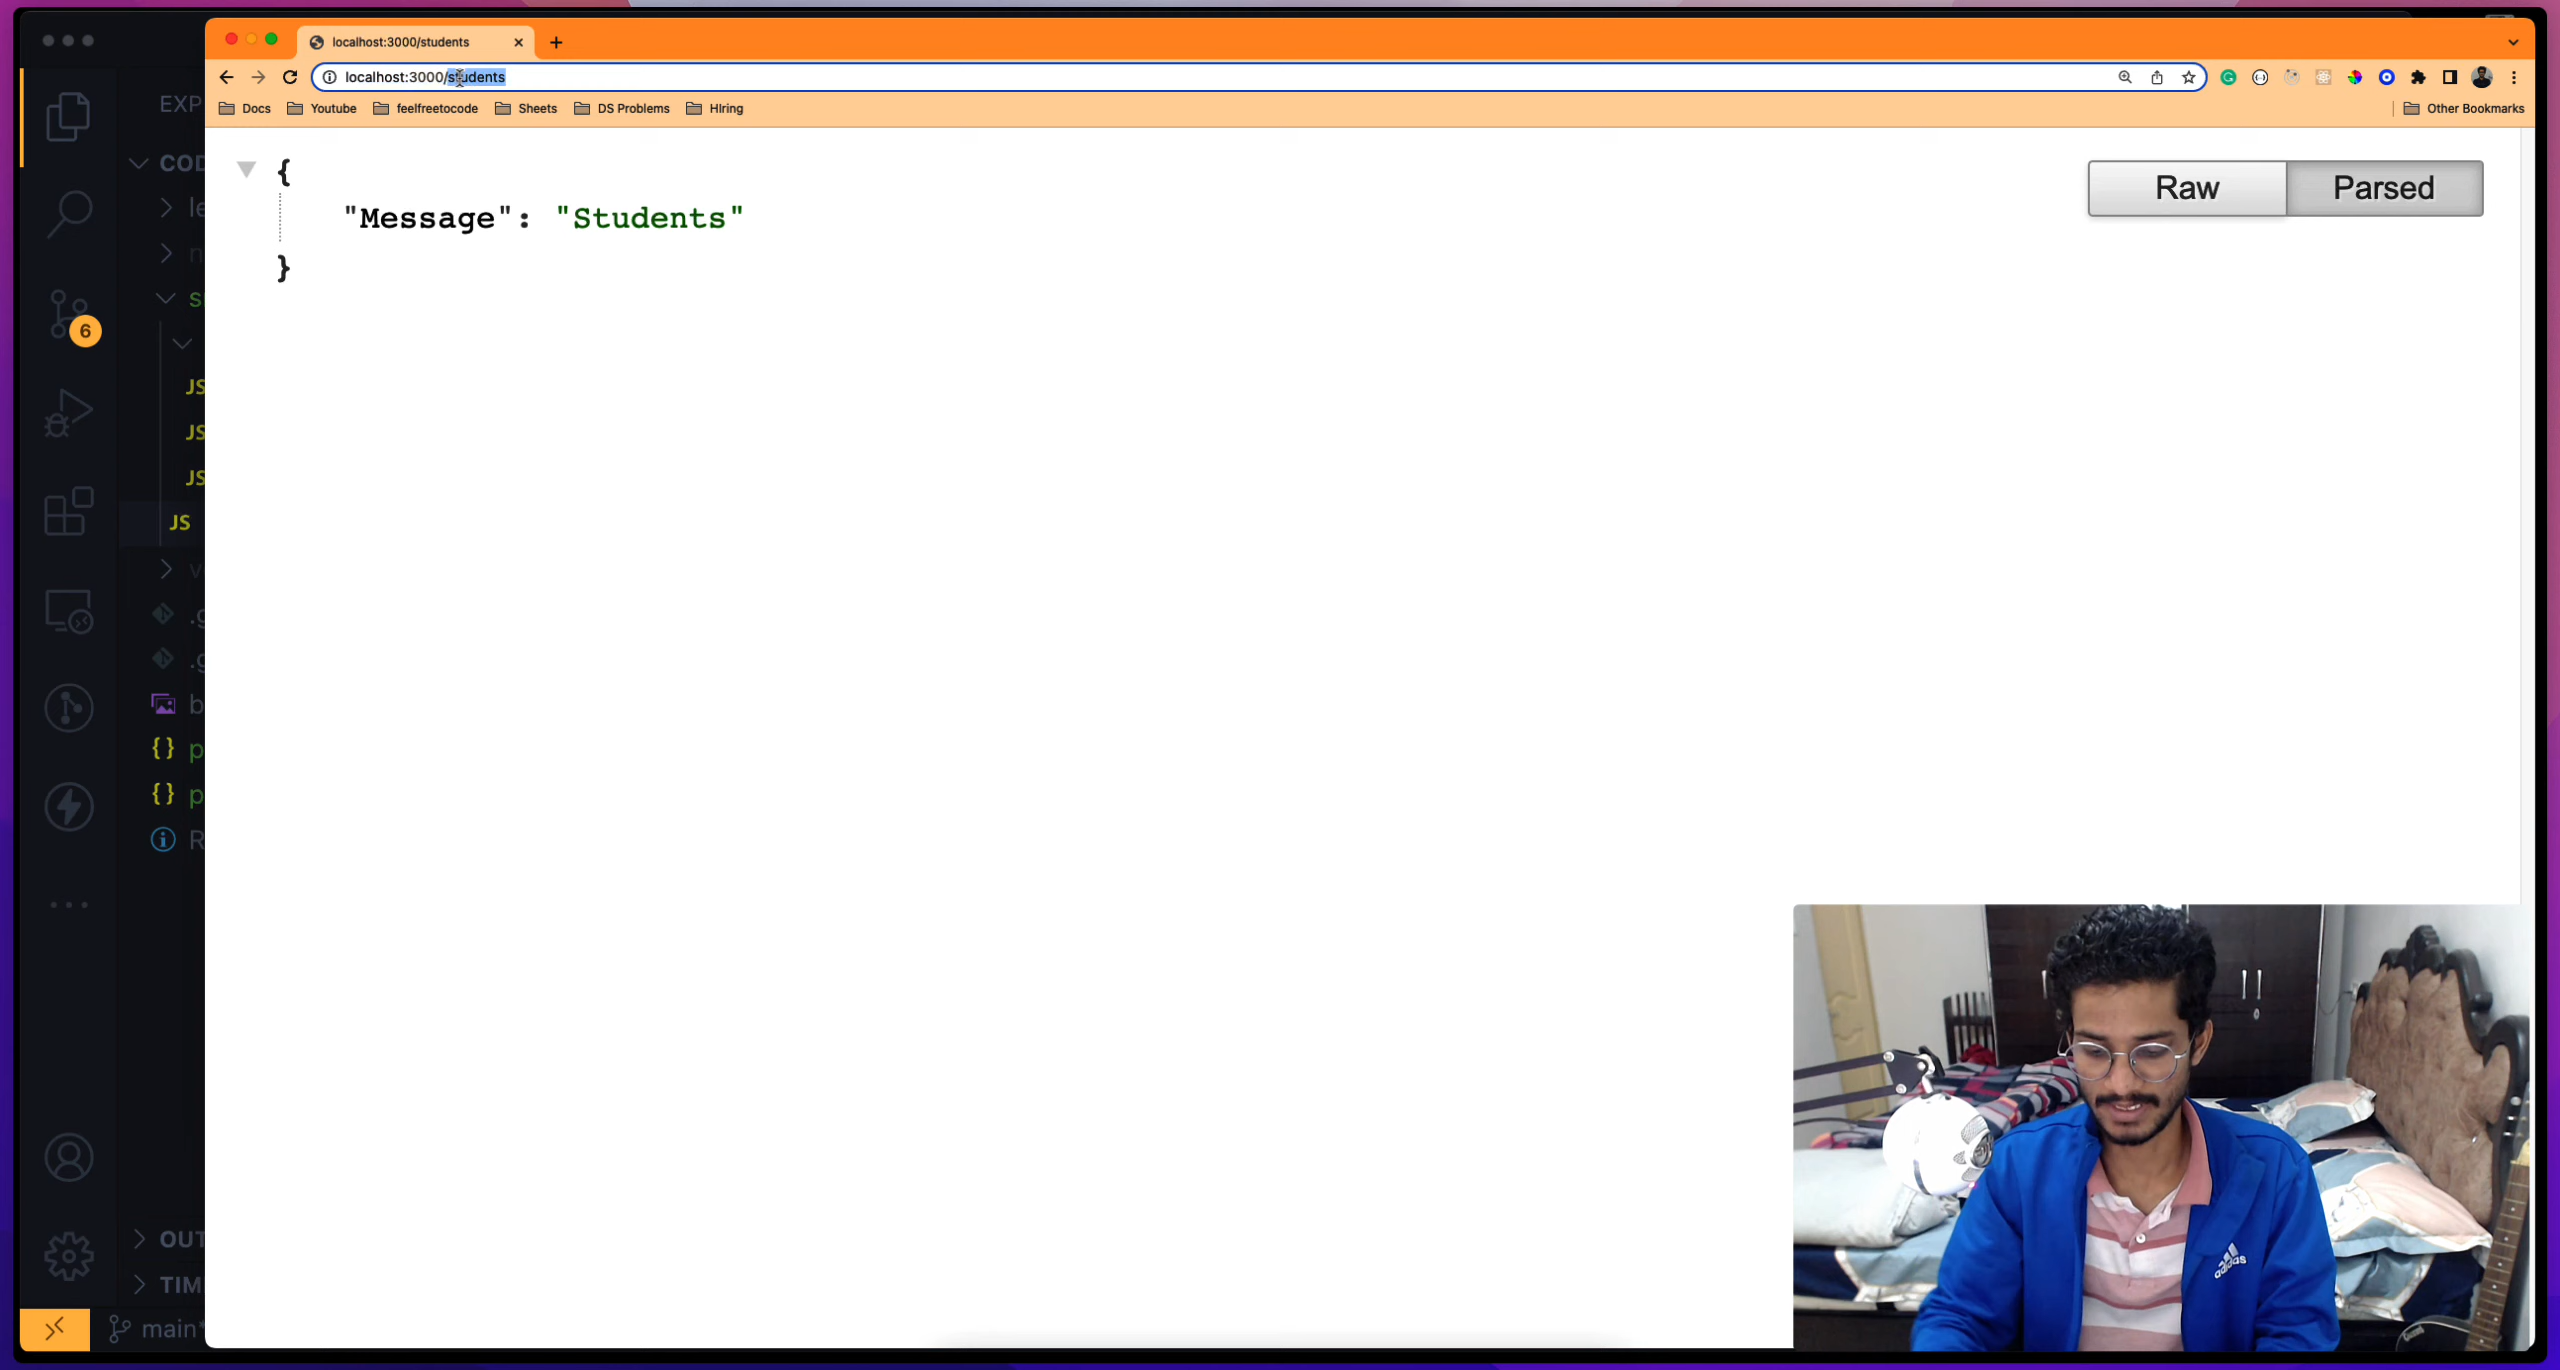 localhost:3000/students
localhost:3000/students
Docs
Youtube
feelfreetocode
Sheets
DS Problems
HIring
Other Bookmarks
{
"Message": "Students"
}
Raw
Parsed
EXP
COD
JS
JS
JS
JS
6
OUT
TIM
main*
adidas